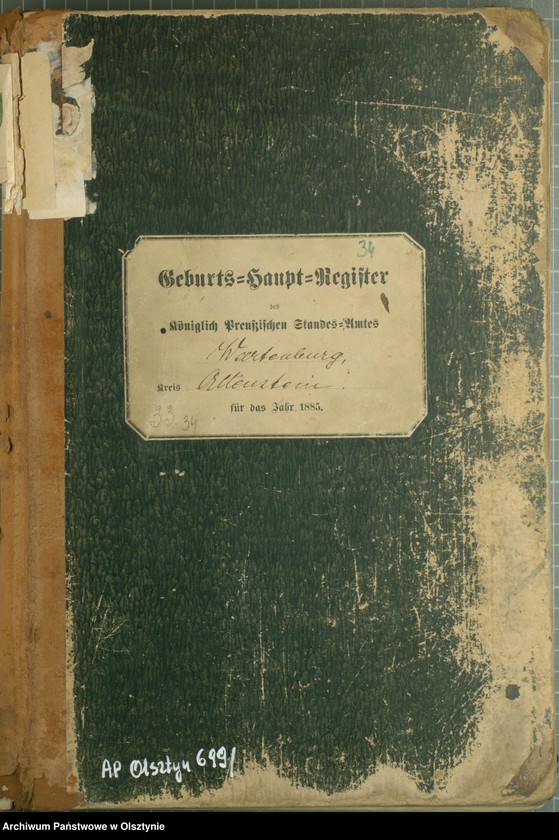 34
Geburts-Haupt-Register
des
Königlich Preußischen Standes-Amtes
Wartenburg,
Kreis Allenstein.
für das Jahr 1885.
33 34
AP Olsztyn 699/
Archiwum Państwowe w Olsztynie